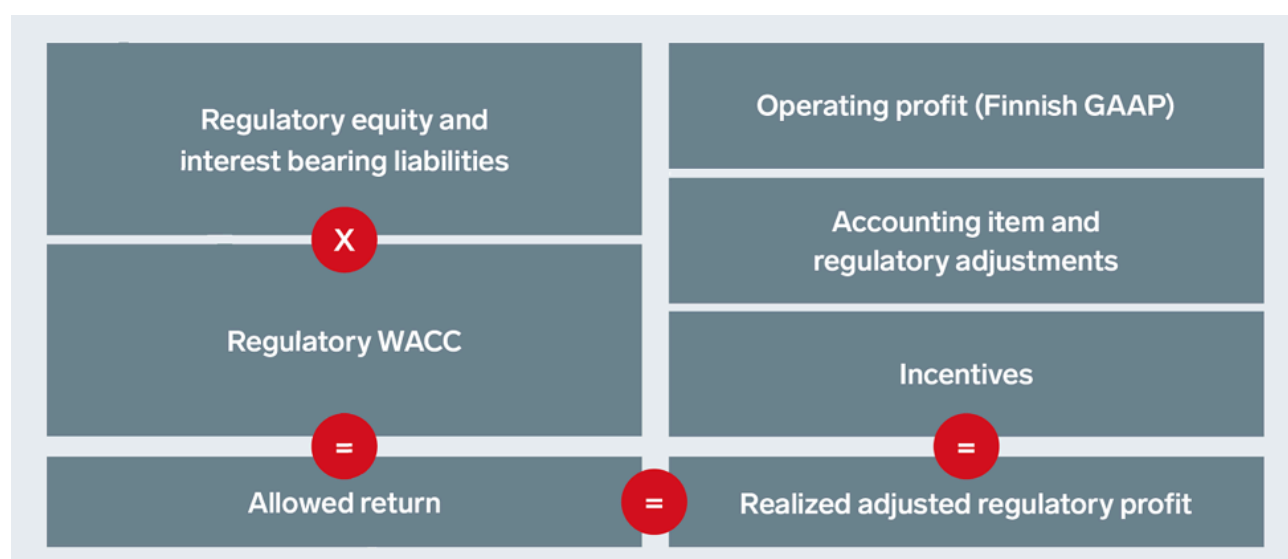 Regulatory equity and
interest bearing liabilities
X
Regulatory WACC
=
Allowed return
=
Operating profit (Finnish GAAP)
Accounting item and
regulatory adjustments
Incentives
=
Realized adjusted regulatory profit